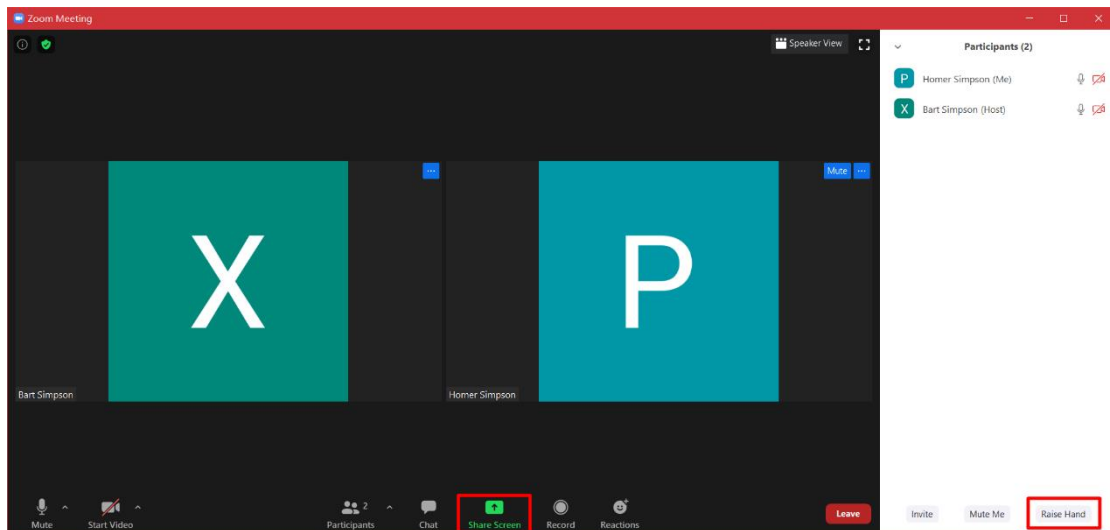 Zoom Meeting
Speaker View
Participants (2)
P Homer Simpson (Me)
X Bart Simpson (Host)
Mute
X
P
Bart Simpson
Homer Simpson
Mute
Start Video
2
Participants
Chat
Share Screen
Record
Reactions
Leave
Invite
Mute Me
Raise Hand